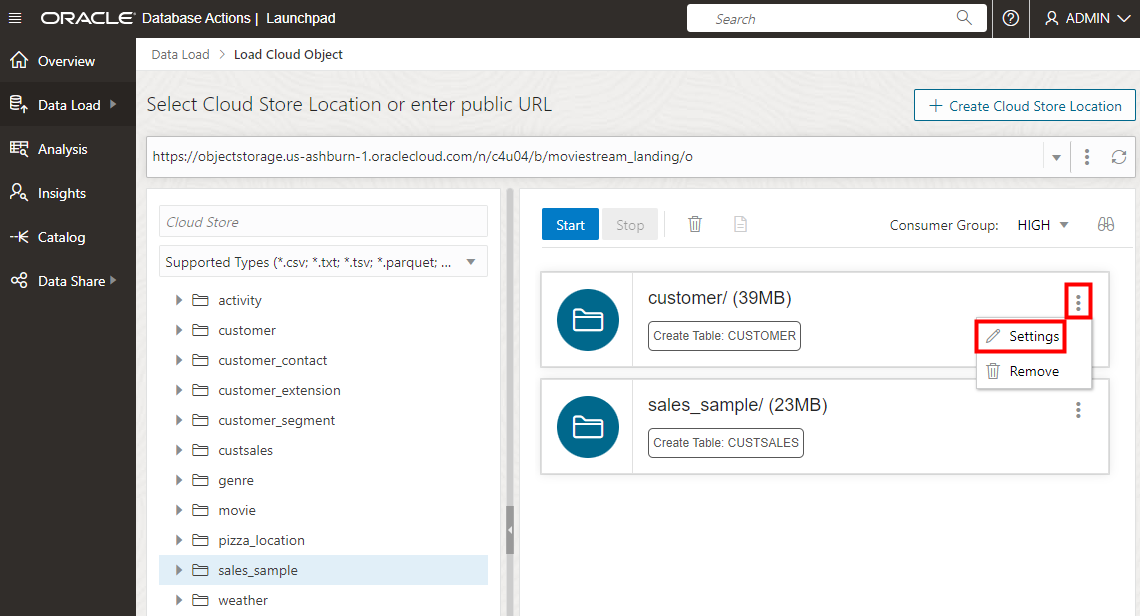 ORACLE Database Actions | Launchpad
Search
ADMIN
Overview
Data Load
Analysis
Insights
Catalog
Data Share
Data Load > Load Cloud Object
Select Cloud Store Location or enter public URL
+ Create Cloud Store Location
https://objectstorage.us-ashburn-1.oraclecloud.com/n/c4u04/b/moviestream_landing/o
Cloud Store
Supported Types (*.csv; *.txt; *.tsv; *.parquet; ...
activity
customer
customer_contact
customer_extension
customer_segment
custsales
genre
movie
pizza_location
sales_sample
weather
Start
Stop
Consumer Group: HIGH
customer/ (39MB)
Create Table: CUSTOMER
Settings
Remove
sales_sample/ (23MB)
Create Table: CUSTSALES